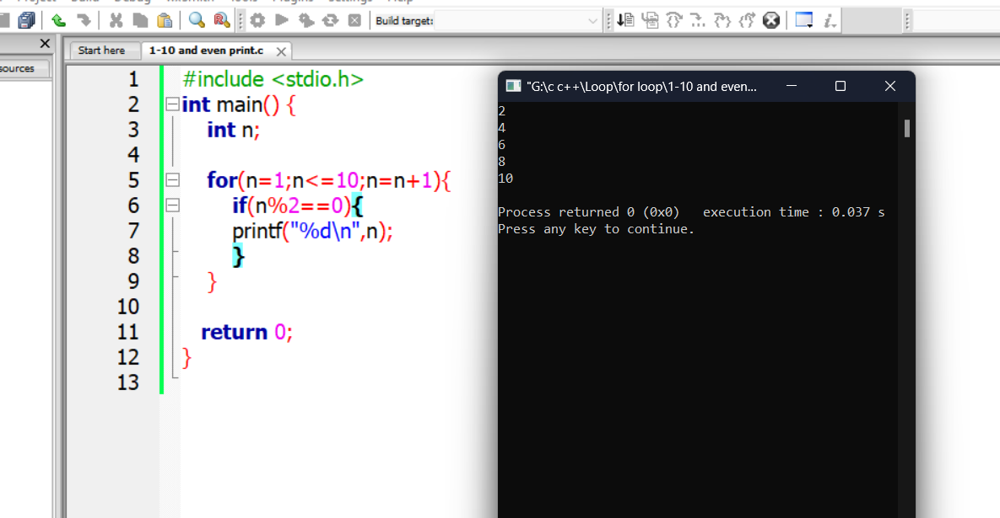 Build target:
sources
Start here
1-10 and even print.c
1 #include <stdio.h>
2 int main() {
3 int n;
4
5 for(n=1;n<=10;n=n+1){
6 if(n%2==0){
7 printf("%d\n",n);
8 }
9 }
10
11 return 0;
12 }
13
"G:\c c++\Loop\for loop\1-10 and even...
2
4
6
8
10
Process returned 0 (0x0)   execution time : 0.037 s
Press any key to continue.